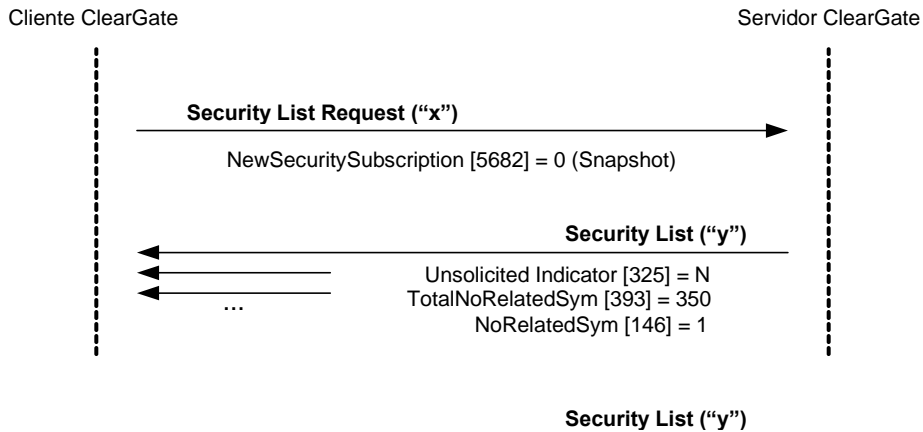 Cliente ClearGate
Servidor ClearGate
Security List Request (“x”)
NewSecuritySubscription [5682] = 0 (Snapshot)
Security List (“y”)
Unsolicited Indicator [325] = N
TotalNoRelatedSym [393] = 350
...
NoRelatedSym [146] = 1
Security List (“y”)